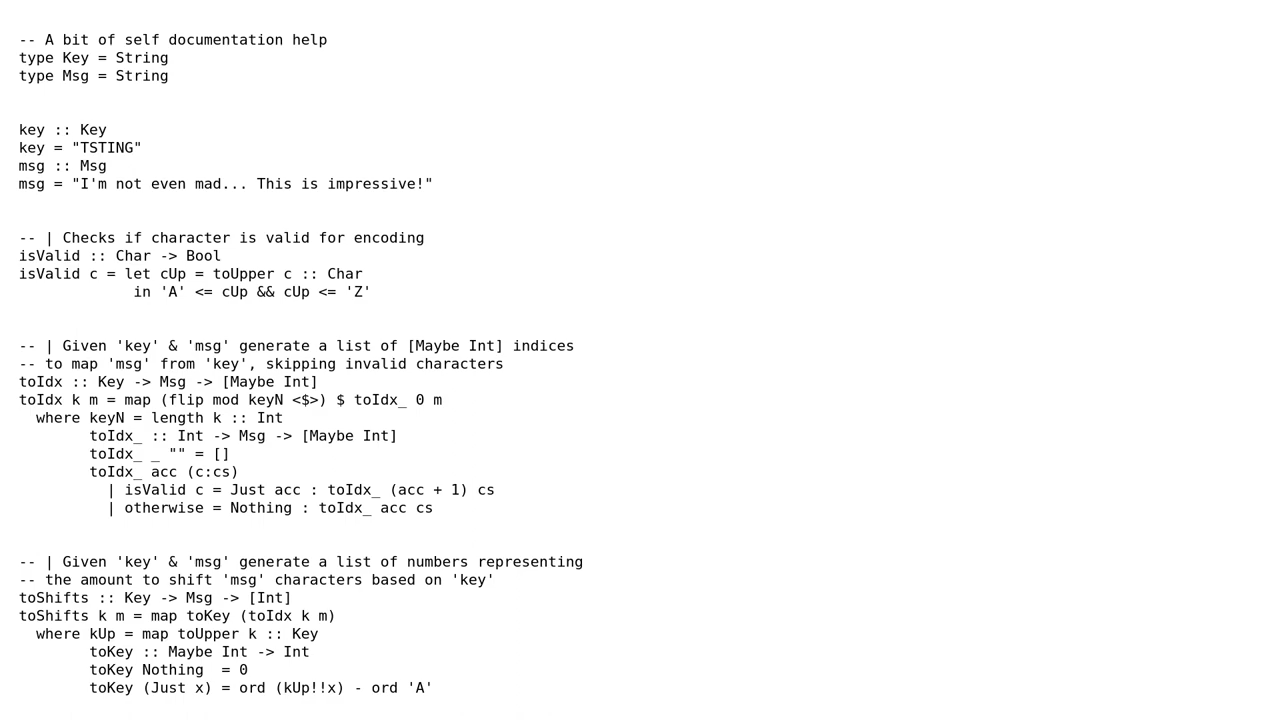 -- A bit of self documentation help
type Key = String
type Msg = String
key :: Key
key = "TSTING"
msg :: Msg
msg = "I'm not even mad... This is impressive!"
-- | Checks if character is valid for encoding
isValid :: Char -> Bool
isValid c = let cUp = toUpper c :: Char
             in 'A' <= cUp && cUp <= 'Z'
-- | Given 'key' & 'msg' generate a list of [Maybe Int] indices
-- to map 'msg' from 'key', skipping invalid characters
toIdx :: Key -> Msg -> [Maybe Int]
toIdx k m = map (flip mod keyN <$>) $ toIdx_ 0 m
  where keyN = length k :: Int
        toIdx_ :: Int -> Msg -> [Maybe Int]
        toIdx_ _ "" = []
        toIdx_ acc (c:cs)
          | isValid c = Just acc : toIdx_ (acc + 1) cs
          | otherwise = Nothing : toIdx_ acc cs
-- | Given 'key' & 'msg' generate a list of numbers representing
-- the amount to shift 'msg' characters based on 'key'
toShifts :: Key -> Msg -> [Int]
toShifts k m = map toKey (toIdx k m)
  where kUp = map toUpper k :: Key
        toKey :: Maybe Int -> Int
        toKey Nothing  = 0
        toKey (Just x) = ord (kUp!!x) - ord 'A'